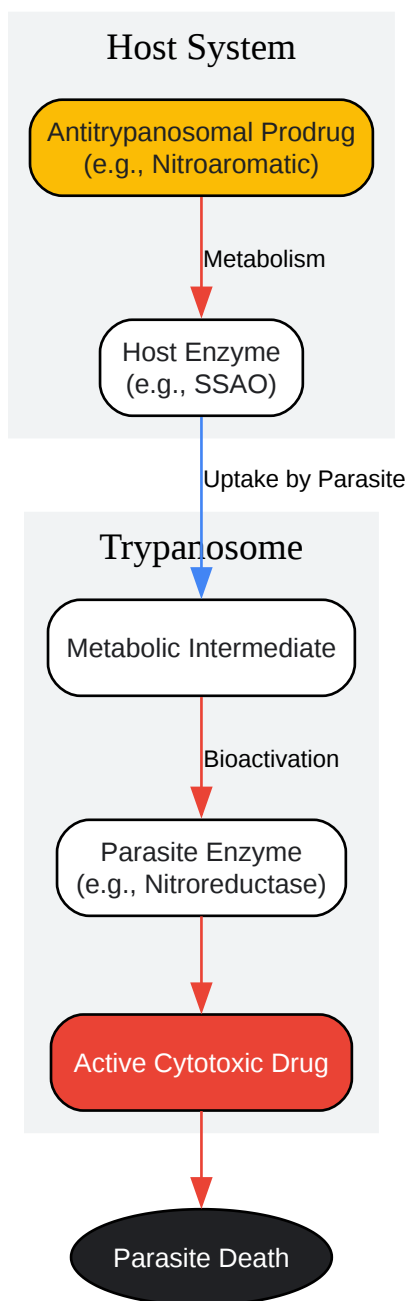 Host System
Antitrypanosomal Prodrug
(e.g., Nitroaromatic)
Metabolism
Host Enzyme
(e.g., SSAO)
Uptake by Parasite
Trypanosome
Metabolic Intermediate
Bioactivation
Parasite Enzyme
(e.g., Nitroreductase)
Active Cytotoxic Drug
Parasite Death